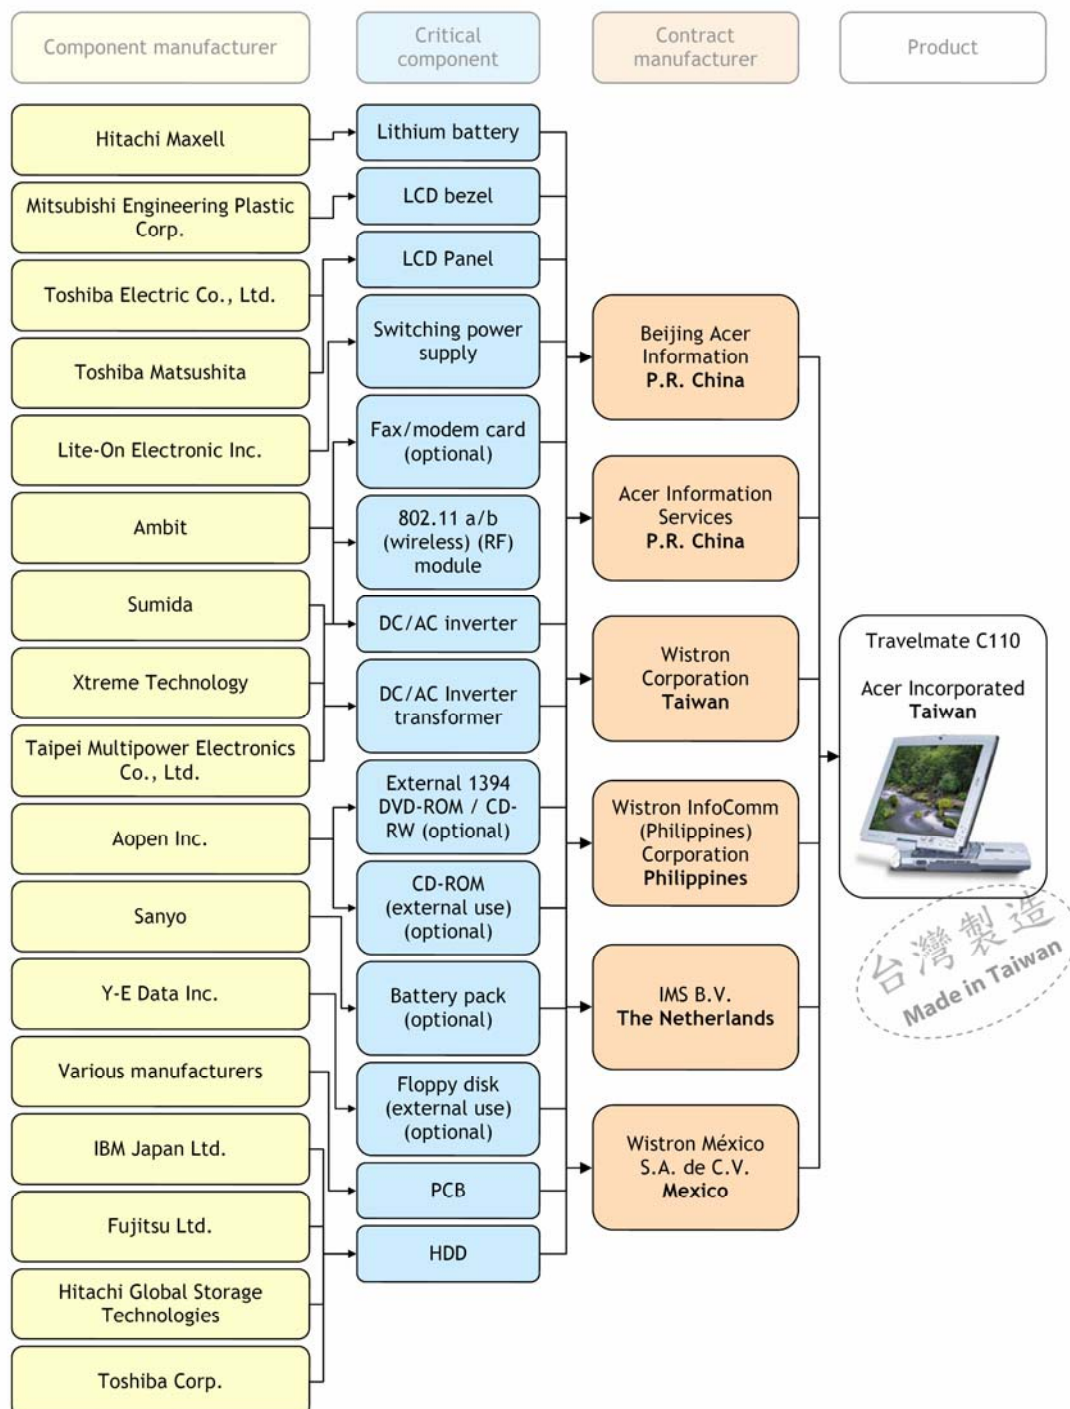 Component manufacturer
Critical
component
Contract
manufacturer
Product
Hitachi Maxell
Mitsubishi Engineering Plastic
Corp.
Toshiba Electric Co., Ltd.
Toshiba Matsushita
Lite-On Electronic Inc.
Ambit
Sumida
Xtreme Technology
Taipei Multipower Electronics
Co., Ltd.
Aopen Inc.
Sanyo
Y-E Data Inc.
Various manufacturers
IBM Japan Ltd.
Fujitsu Ltd.
Hitachi Global Storage
Technologies
Toshiba Corp.
Lithium battery
LCD bezel
LCD Panel
Switching power
supply
Fax/modem card
(optional)
802.11 a/b
(wireless) (RF)
module
DC/AC inverter
DC/AC Inverter
transformer
External 1394
DVD-ROM / CD-
RW (optional)
CD-ROM
(external use)
(optional)
Battery pack
(optional)
Floppy disk
(external use)
(optional)
PCB
HDD
Beijing Acer
Information
P.R. China
Acer Information
Services
P.R. China
Wistron
Corporation
Taiwan
Wistron InfoComm
(Philippines)
Corporation
Philippines
IMS B.V.
The Netherlands
Wistron México
S.A. de C.V.
Mexico
Travelmate C110
Acer Incorporated
Taiwan
台灣製造
Made in Taiwan